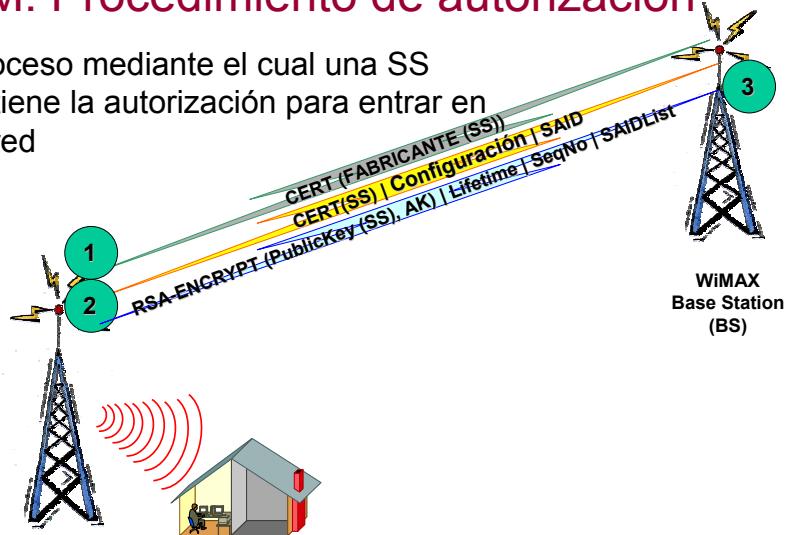 M: Procedimiento de autorización
oceso mediante el cual una SS
tiene la autorización para entrar en
red
3
CERT (FABRICANTE (SS))
CERT(SS) | Configuración | SAID
RSA-ENCRYPT (PublicKey (SS), AK) | Lifetime | SeqNo | SAIDList
1
2
WiMAX
Base Station
(BS)